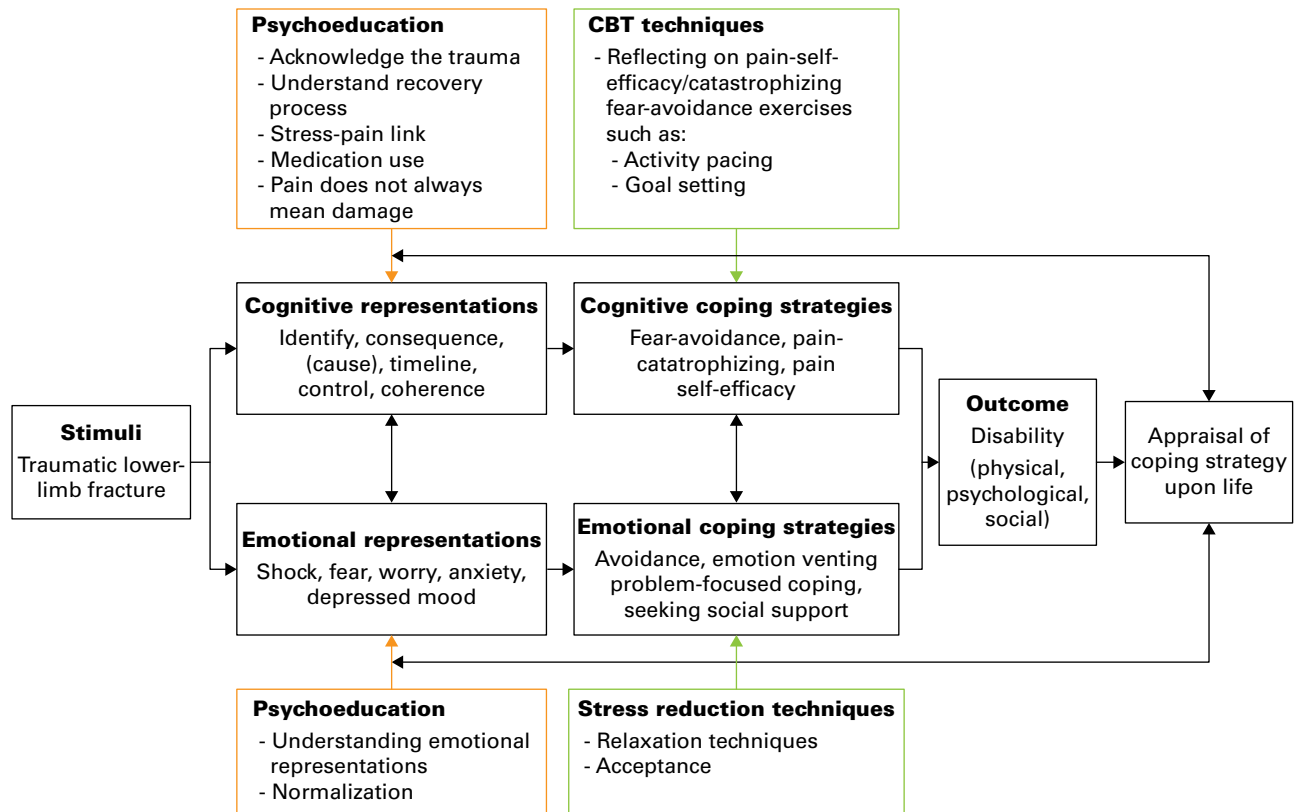 Psychoeducation
- Acknowledge the trauma
- Understand recovery
process
- Stress-pain link
- Medication use
- Pain does not always
mean damage
CBT techniques
- Reflecting on pain-self-
efficacy/catastrophizing
fear-avoidance exercises
such as:
- Activity pacing
- Goal setting
Cognitive representations
Identify, consequence,
(cause), timeline,
control, coherence
Cognitive coping strategies
Fear-avoidance, pain-
catatrophizing, pain
self-efficacy
Stimuli
Traumatic lower-
limb fracture
Outcome
Disability
(physical,
psychological,
social)
Appraisal of
coping strategy
upon life
Emotional representations
Shock, fear, worry, anxiety,
depressed mood
Emotional coping strategies
Avoidance, emotion venting
problem-focused coping,
seeking social support
Psychoeducation
- Understanding emotional
representations
- Normalization
Stress reduction techniques
- Relaxation techniques
- Acceptance